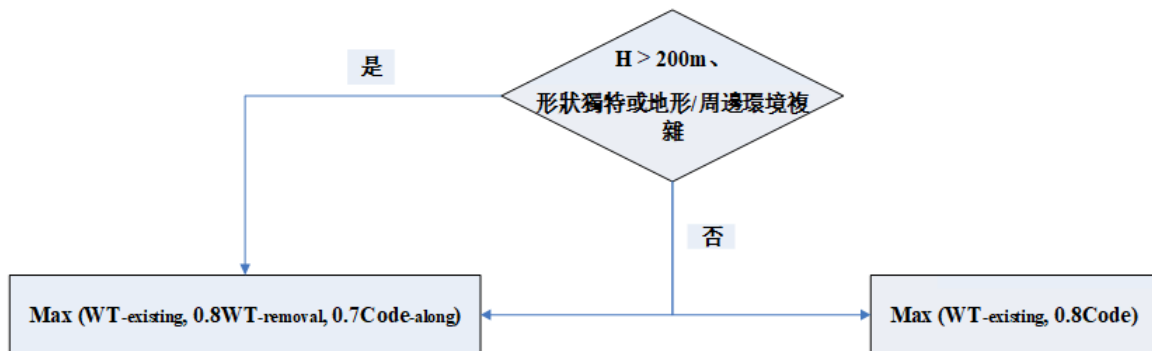 H > 200m、
是
形狀獨特或地形/周邊環境複
雜
否
Max (WT-existing, 0.8WT-removal, 0.7Code-along)
Max (WT-existing, 0.8Code)